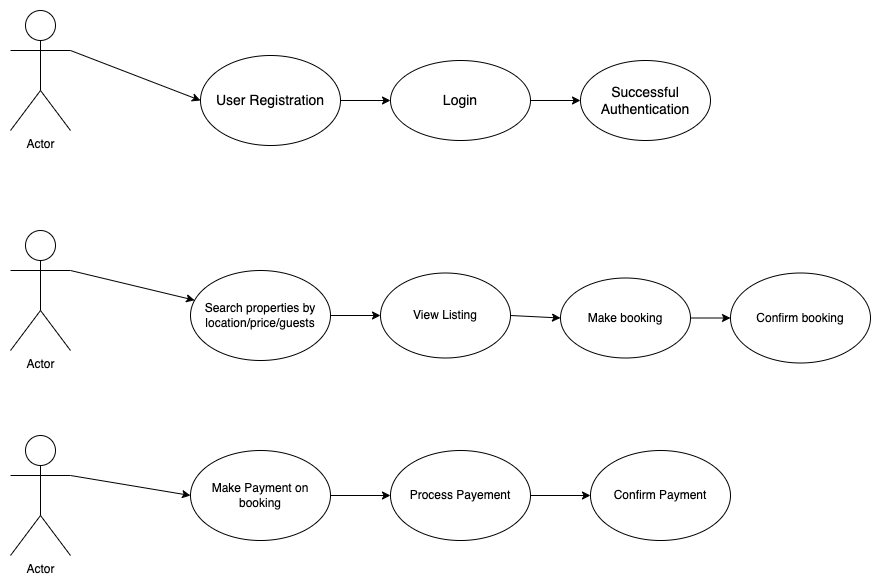 User Registration
Login
Successful
Authentication
Actor
Search properties by
location/price/guests
View Listing
Make booking
Confirm booking
Actor
Make Payment on
booking
Process Payement
Confirm Payment
Actor